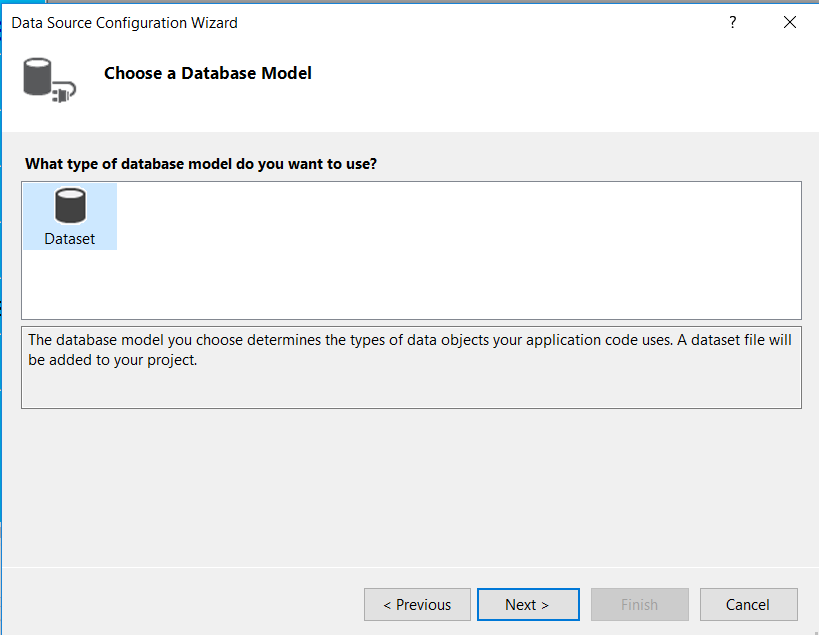 Data Source Configuration Wizard
?
Choose a Database Model
What type of database model do you want to use?
Dataset
The database model you choose determines the types of data objects your application code uses. A dataset file will
be added to your project.
< Previous
Next >
Finish
Cancel